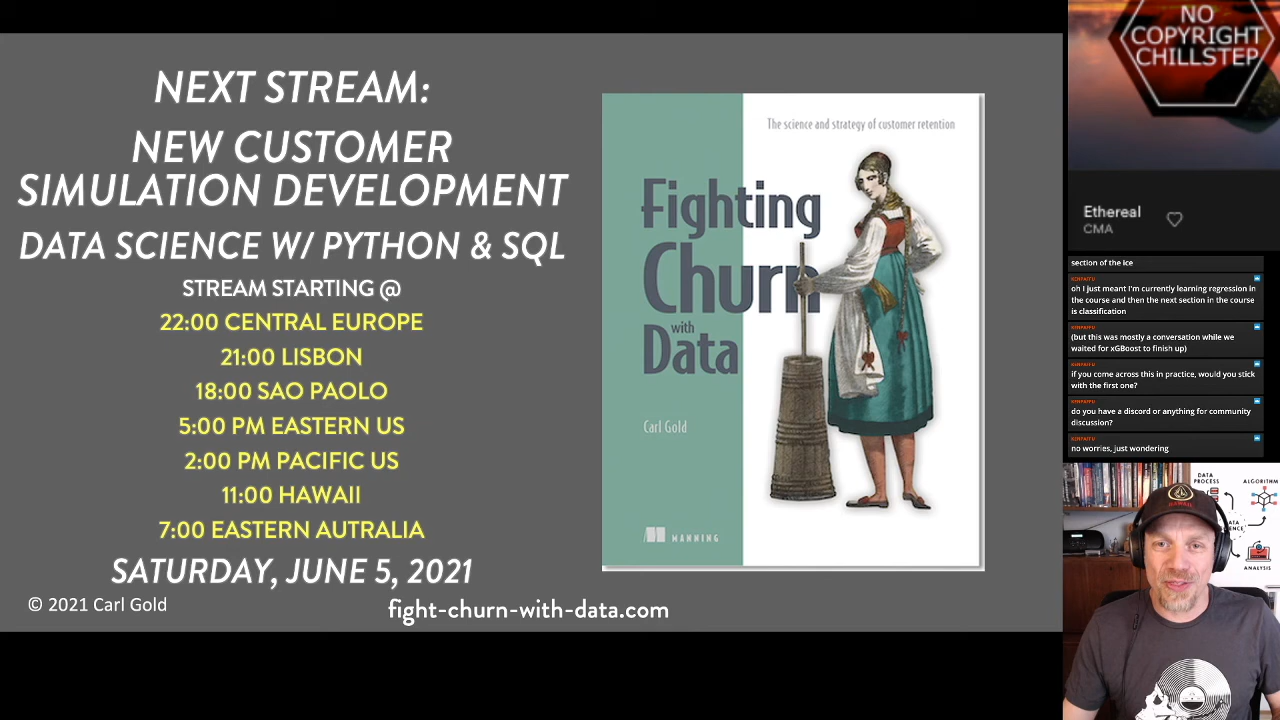 NEXT STREAM:
NEW CUSTOMER
SIMULATION DEVELOPMENT
DATA SCIENCE W/ PYTHON & SQL
STREAM STARTING @
22:00 CENTRAL EUROPE
21:00 LISBON
18:00 SAO PAOLO
5:00 PM EASTERN US
2:00 PM PACIFIC US
11:00 HAWAII
7:00 EASTERN AUTRALIA
SATURDAY, JUNE 5, 2021
© 2021 Carl Gold
fight-churn-with-data.com
The science and strategy of customer retention
Fighting
Churn
with
Data
Carl Gold
MANNING
NO
COPYRIGHT
CHILLSTEP
Ethereal
CMA
section of the ice
KENPAFFU
oh I just meant I'm currently learning regression in
the course and then the next section in the course
is classification
KENPAFFU
(but this was mostly a conversation while we
waited for xGBoost to finish up)
KENPAFFU
if you come across this in practice, would you stick
with the first one?
KENPAFFU
do you have a discord or anything for community
discussion?
KENPAFFU
no worries, just wondering
DATA
PROCESS
ALGORITHM
DATA
SCIENCE
ANALYSIS